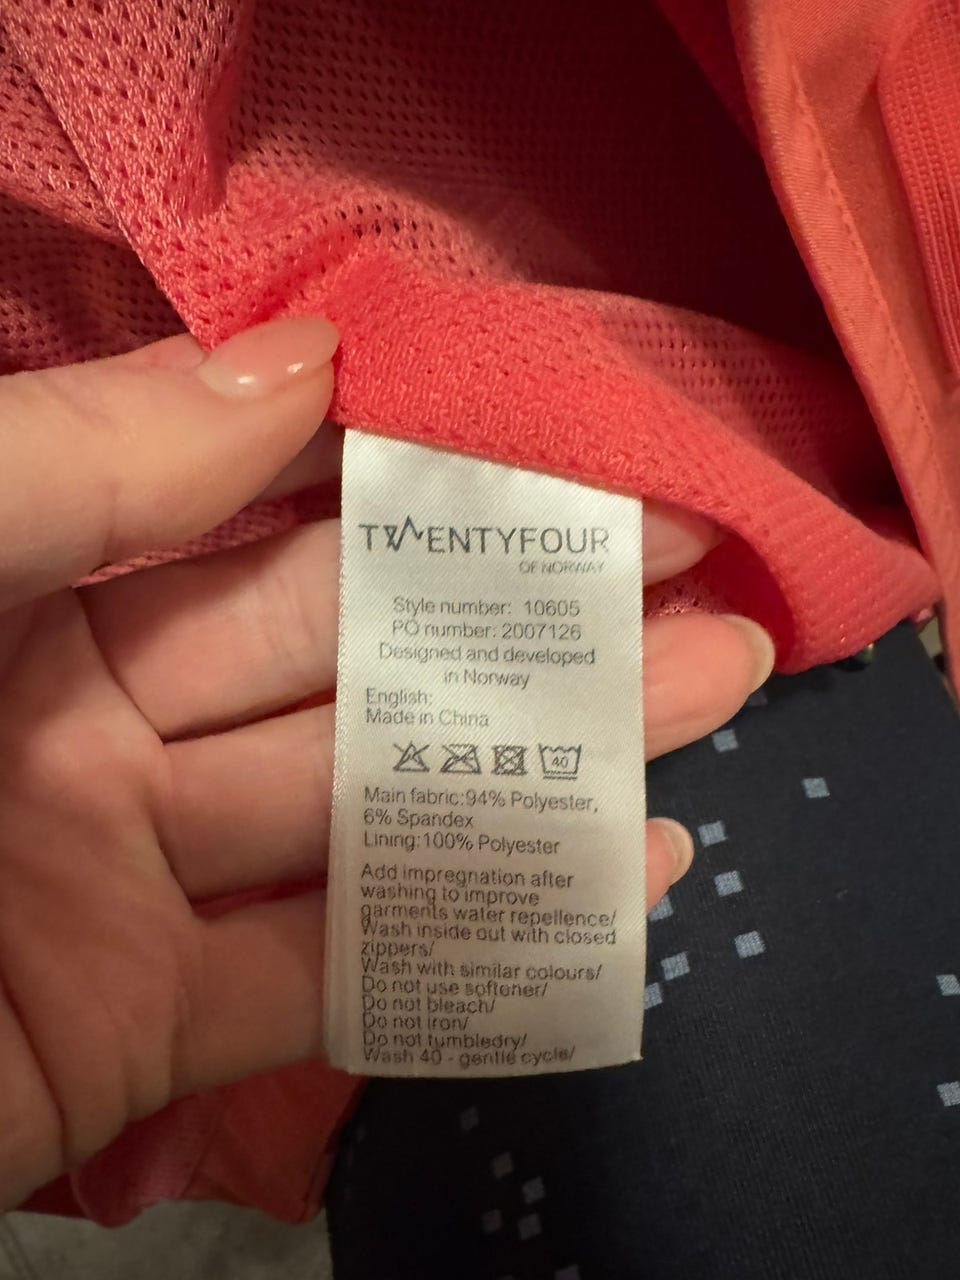 TWENTYFOUR
OF NORWAY
Style number: 10605
PO number: 2007126
Designed and developed
in Norway
English:
Made in China
40
Main fabric:94% Polyester,
6% Spandex
Lining:100% Polyester
Add impregnation after
washing to improve
garments water repellence/
Wash inside out with closed
zippers/
Wash with similar colours/
Do not use softener/
Do not bleach/
Do not iron/
Do not tumbledry/
Wash 40 - gentle cycle/